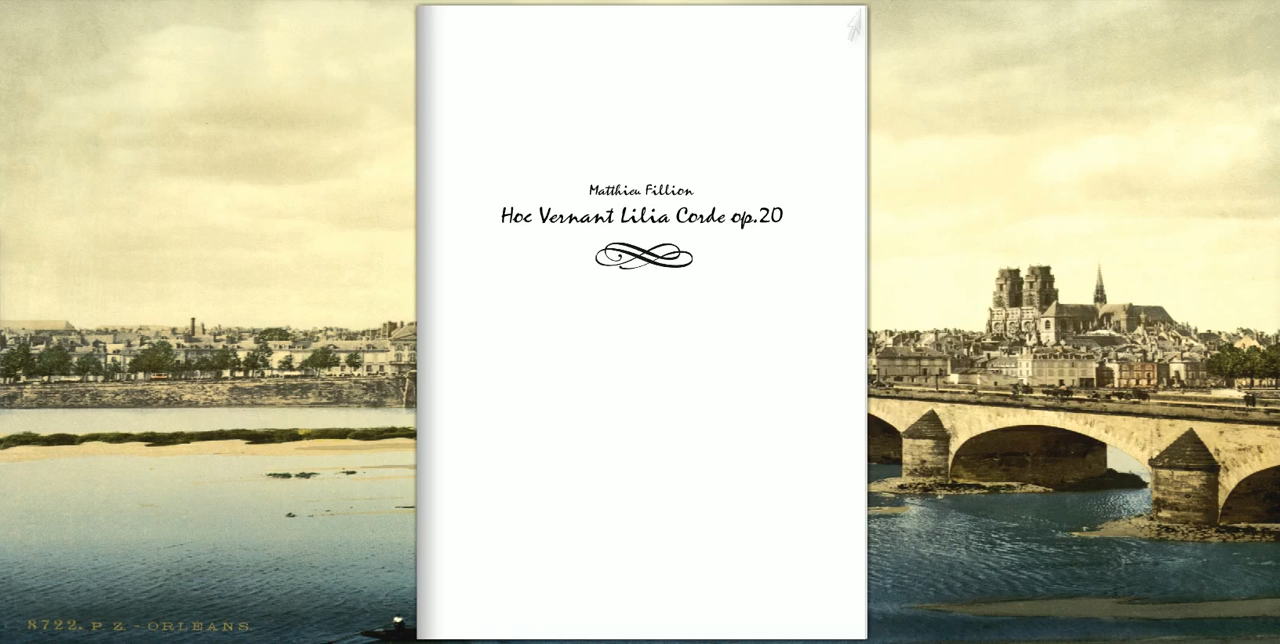 Matthieu Fillion
Hoc Vernant Lilia Corde op.20
8722. P. Z - ORLEANS.